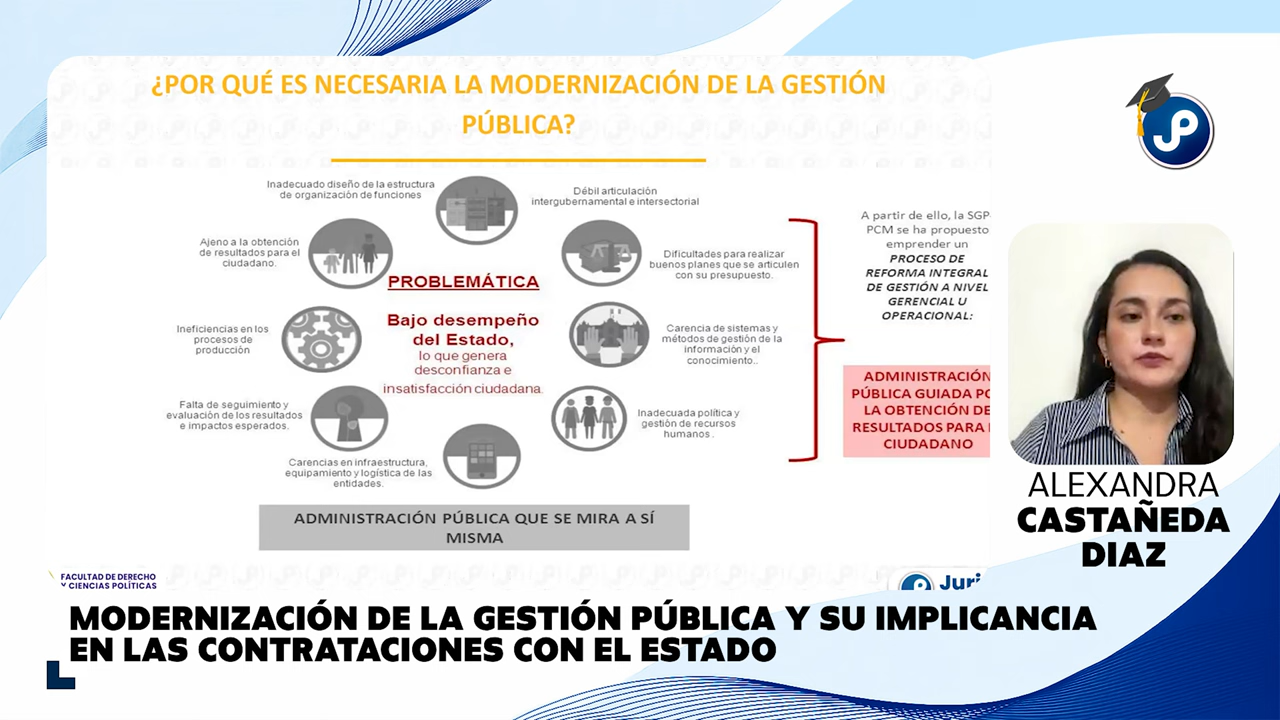 ¿POR QUÉ ES NECESARIA LA MODERNIZACIÓN DE LA GESTIÓN
PÚBLICA?
Inadecuado diseño de la estructura
de organización de funciones
Débil articulación
intergubernamental e intersectorial
Ajeno a la obtención
de resultados para el
ciudadano.
Dificultades para realizar
buenos planes que se articulen
con su presupuesto.
PROBLEMÁTICA
Bajo desempeño
del Estado,
lo que genera
desconfianza e
insatisfacción ciudadana.
Ineficiencias en los
procesos de
producción
Carencia de sistemas y
métodos de gestión de la
información y el
conocimiento..
Falta de seguimiento y
evaluación de los resultados
e impactos esperados.
Inadecuada política y
gestión de recursos
humanos..
Carencias en infraestructura,
equipamiento y logística de las
entidades.
ADMINISTRACIÓN PÚBLICA QUE SE MIRA A SÍ
MISMA
A partir de ello, la SGP-
PCM se ha propuesto
emprender un
PROCESO DE
REFORMA INTEGRAL
DE GESTIÓN A NIVEL
GERENCIAL U
OPERACIONAL:
ADMINISTRACIÓN
PÚBLICA GUIADA
LA OBTENCIÓN DE
RESULTADOS PARA
CIUDADANO
JP
ALEXANDRA
CASTAÑEDA
DIAZ
FACULTAD DE DERECHO
Y CIENCIAS POLÍTICAS
Juri
MODERNIZACIÓN DE LA GESTIÓN PÚBLICA Y SU IMPLICANCIA
EN LAS CONTRATACIONES CON EL ESTADO